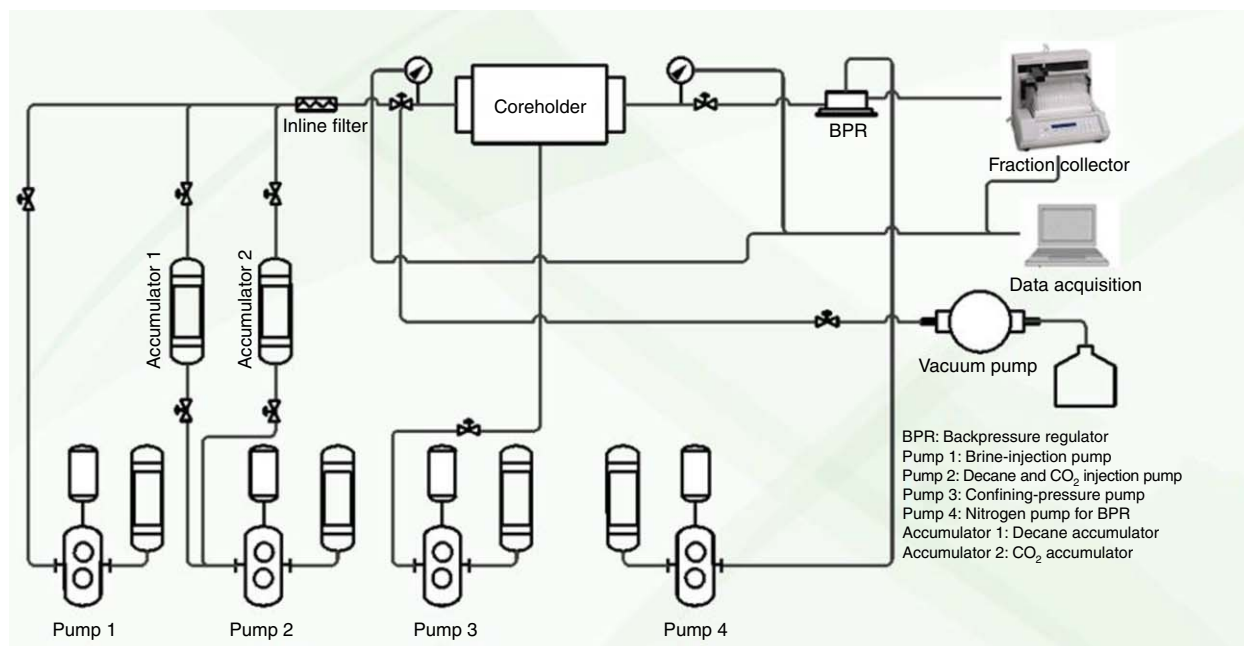 Coreholder
Inline filter
BPR
Fraction collector
Data acquisition
Accumulator 1
Accumulator 2
Vacuum pump
BPR: Backpressure regulator
Pump 1: Brine-injection pump
Pump 2: Decane and CO₂ injection pump
Pump 3: Confining-pressure pump
Pump 4: Nitrogen pump for BPR
Accumulator 1: Decane accumulator
Accumulator 2: CO₂ accumulator
Pump 1
Pump 2
Pump 3
Pump 4